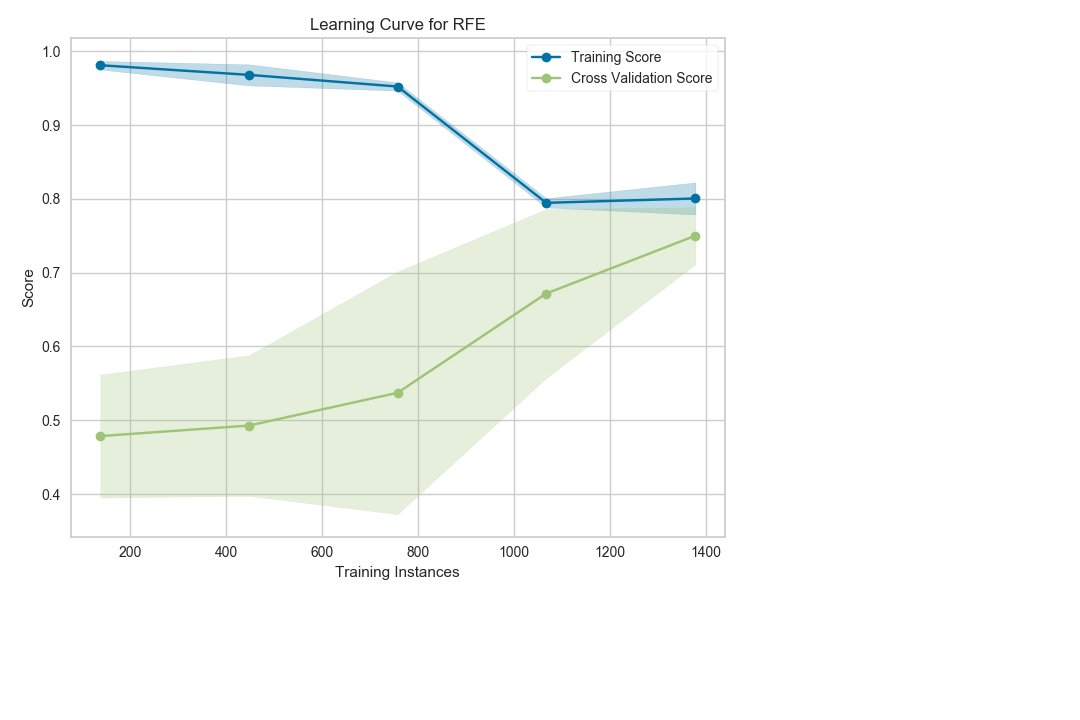 Learning Curve for RFE
Training Score
Cross Validation Score
1.0
0.9
0.8
0.7
0.6
0.5
0.4
Score
200 400 600 800 1000 1200 1400
Training Instances